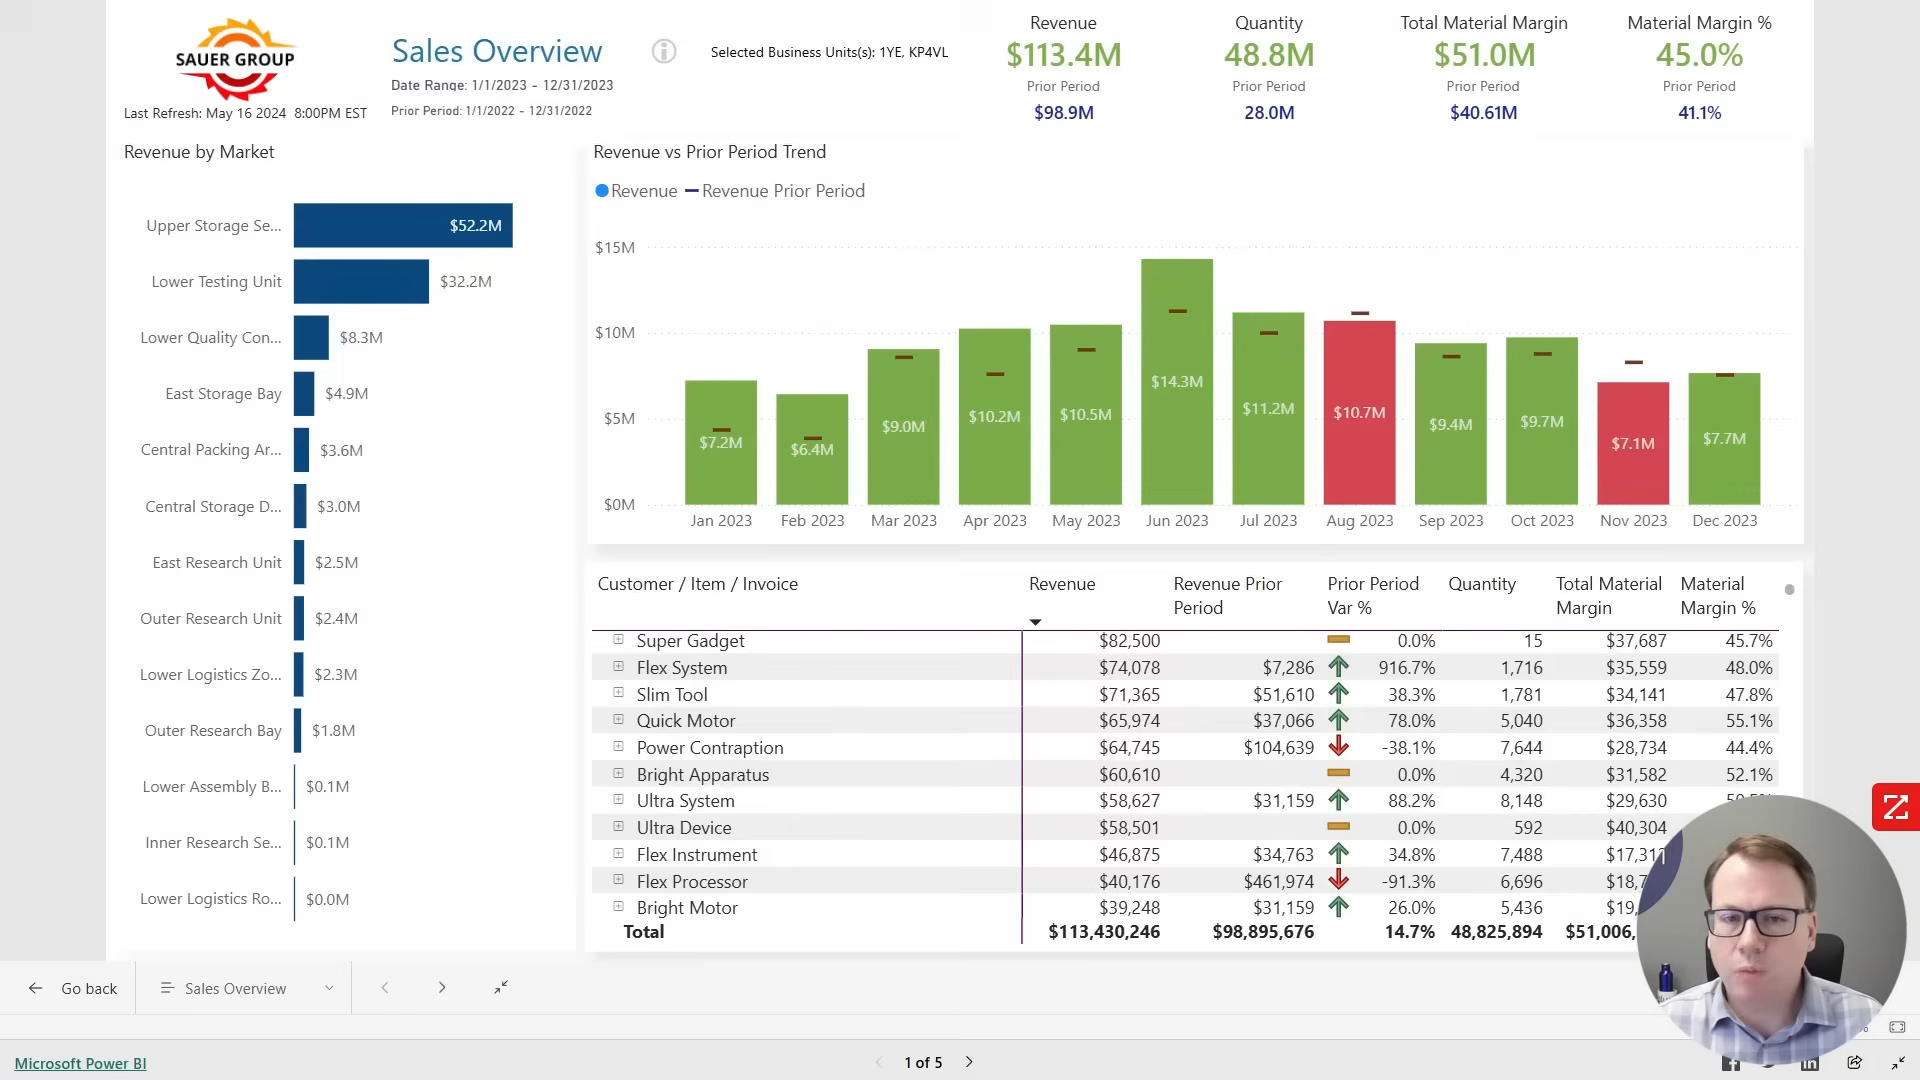 SAUER GROUP
Last Refresh: May 16 2024 8:00PM EST
Sales Overview
Date Range: 1/1/2023 - 12/31/2023
Prior Period: 1/1/2022 - 12/31/2022
Selected Business Units(s): 1YE, KP4VL
Revenue
$113.4M
Prior Period
$98.9M
Quantity
48.8M
Prior Period
28.0M
Total Material Margin
$51.0M
Prior Period
$40.61M
Material Margin %
45.0%
Prior Period
41.1%
Revenue by Market
Upper Storage Se... $52.2M
Lower Testing Unit $32.2M
Lower Quality Con... $8.3M
East Storage Bay $4.9M
Central Packing Ar... $3.6M
Central Storage D... $3.0M
East Research Unit $2.5M
Outer Research Unit $2.4M
Lower Logistics Zo... $2.3M
Outer Research Bay $1.8M
Lower Assembly B... $0.1M
Inner Research Se... $0.1M
Lower Logistics Ro... $0.0M
Revenue vs Prior Period Trend
Revenue Revenue Prior Period
$15M
$10M
$5M
$0M
$7.2M $6.4M $9.0M $10.2M $10.5M $14.3M $11.2M $10.7M $9.4M $9.7M $7.1M $7.7M
Jan 2023 Feb 2023 Mar 2023 Apr 2023 May 2023 Jun 2023 Jul 2023 Aug 2023 Sep 2023 Oct 2023 Nov 2023 Dec 2023
Customer / Item / Invoice Revenue Revenue Prior Period Prior Period Var % Quantity Total Material Margin Material Margin %
Super Gadget $82,500 0.0% 15 $37,687 45.7%
Flex System $74,078 $7,286 916.7% 1,716 $35,559 48.0%
Slim Tool $71,365 $51,610 38.3% 1,781 $34,141 47.8%
Quick Motor $65,974 $37,066 78.0% 5,040 $36,358 55.1%
Power Contraption $64,745 $104,639 -38.1% 7,644 $28,734 44.4%
Bright Apparatus $60,610 0.0% 4,320 $31,582 52.1%
Ultra System $58,627 $31,159 88.2% 8,148 $29,630
Ultra Device $58,501 0.0% 592 $40,304
Flex Instrument $46,875 $34,763 34.8% 7,488 $17,31
Flex Processor $40,176 $461,974 -91.3% 6,696 $18,7
Bright Motor $39,248 $31,159 26.0% 5,436 $19,
Total $113,430,246 $98,895,676 14.7% 48,825,894 $51,006,
Go back
Sales Overview
Microsoft Power BI
1 of 5